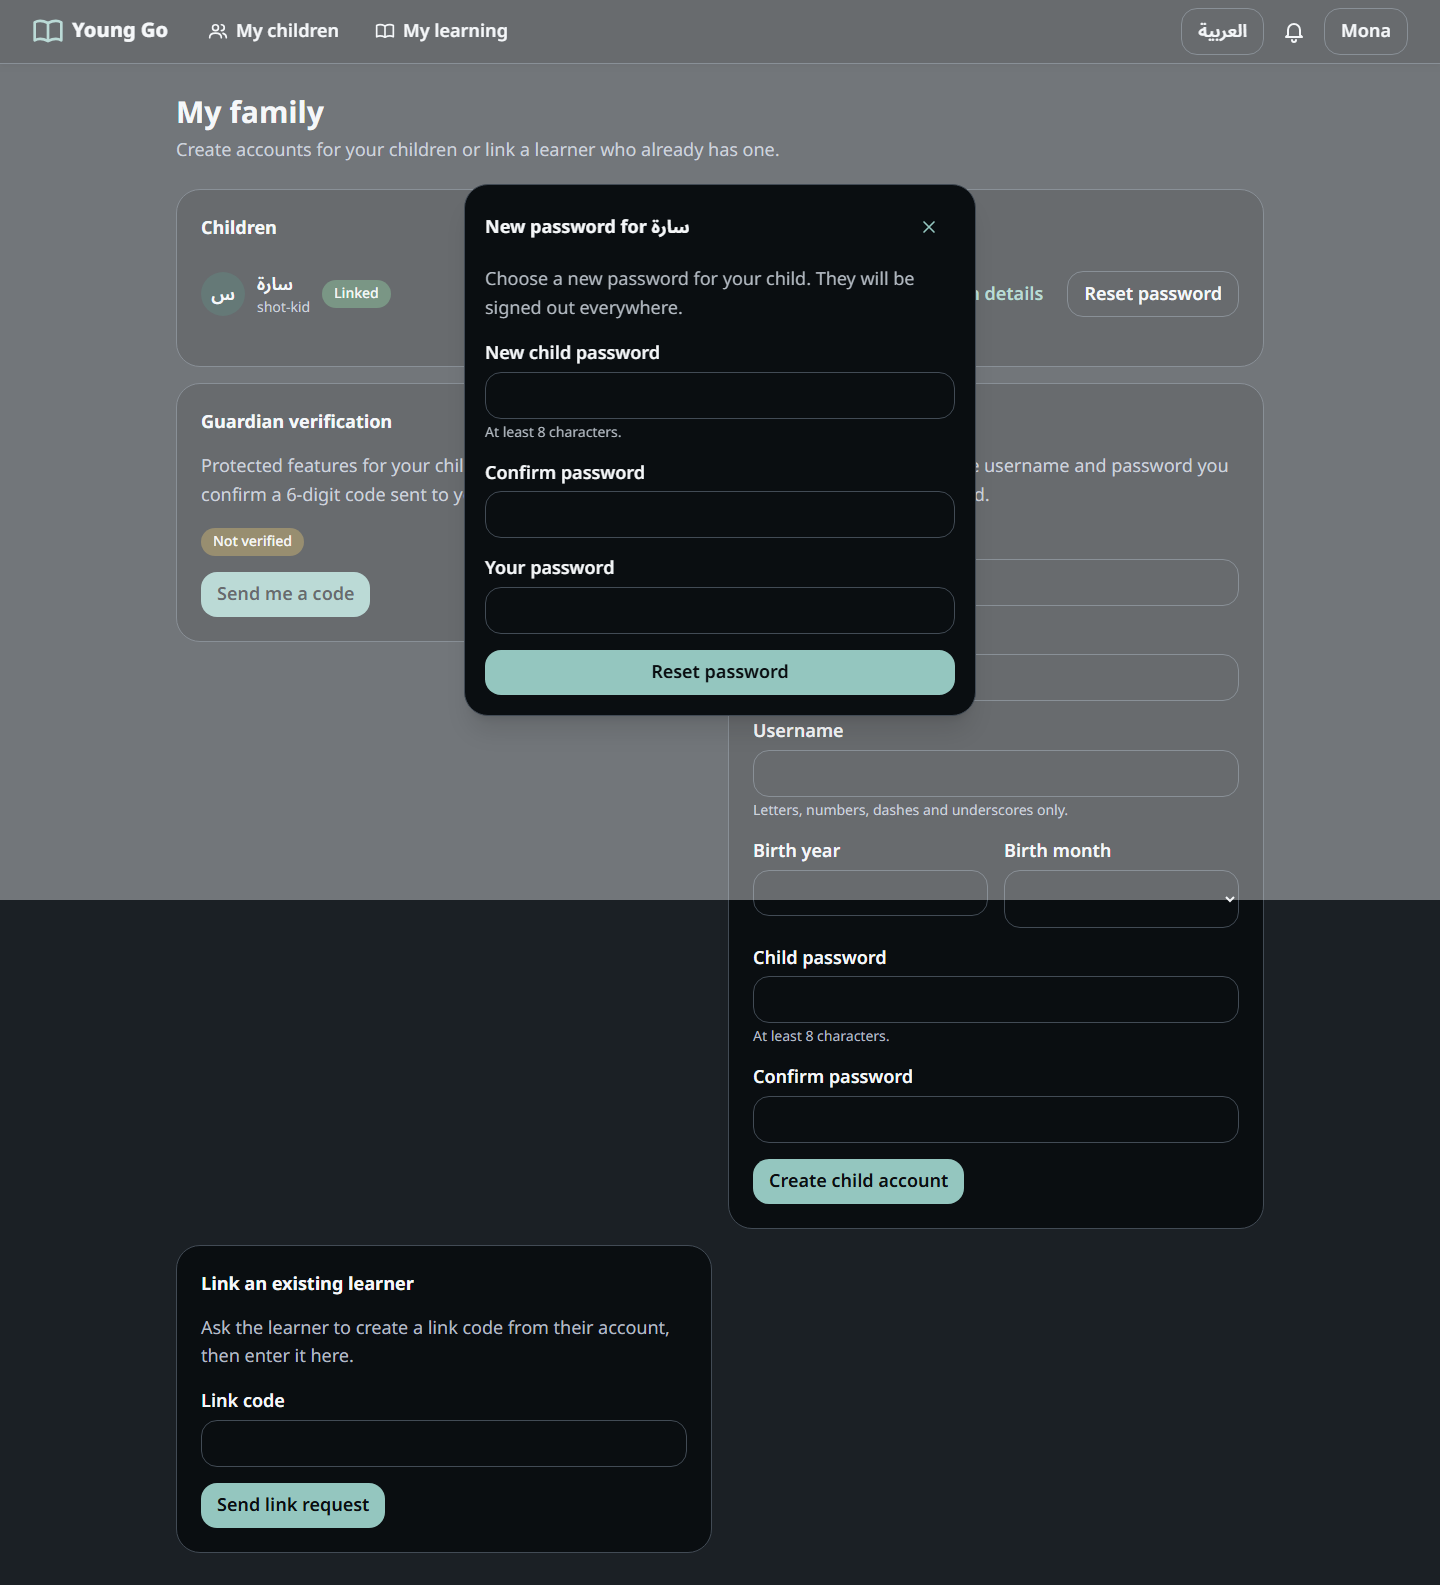 Young Go
My children
My learning
العربية
Mona
My family
Create accounts for your children or link a learner who already has one.
Children
س
سارة
shot-kid
Linked
details
Reset password
New password for سارة
Choose a new password for your child. They will be
signed out everywhere.
New child password
At least 8 characters.
Confirm password
Your password
Reset password
Guardian verification
Protected features for your chil
confirm a 6-digit code sent to y
Not verified
Send me a code
username and password you
d.
Username
Letters, numbers, dashes and underscores only.
Birth year
Birth month
Child password
At least 8 characters.
Confirm password
Create child account
Link an existing learner
Ask the learner to create a link code from their account,
then enter it here.
Link code
Send link request